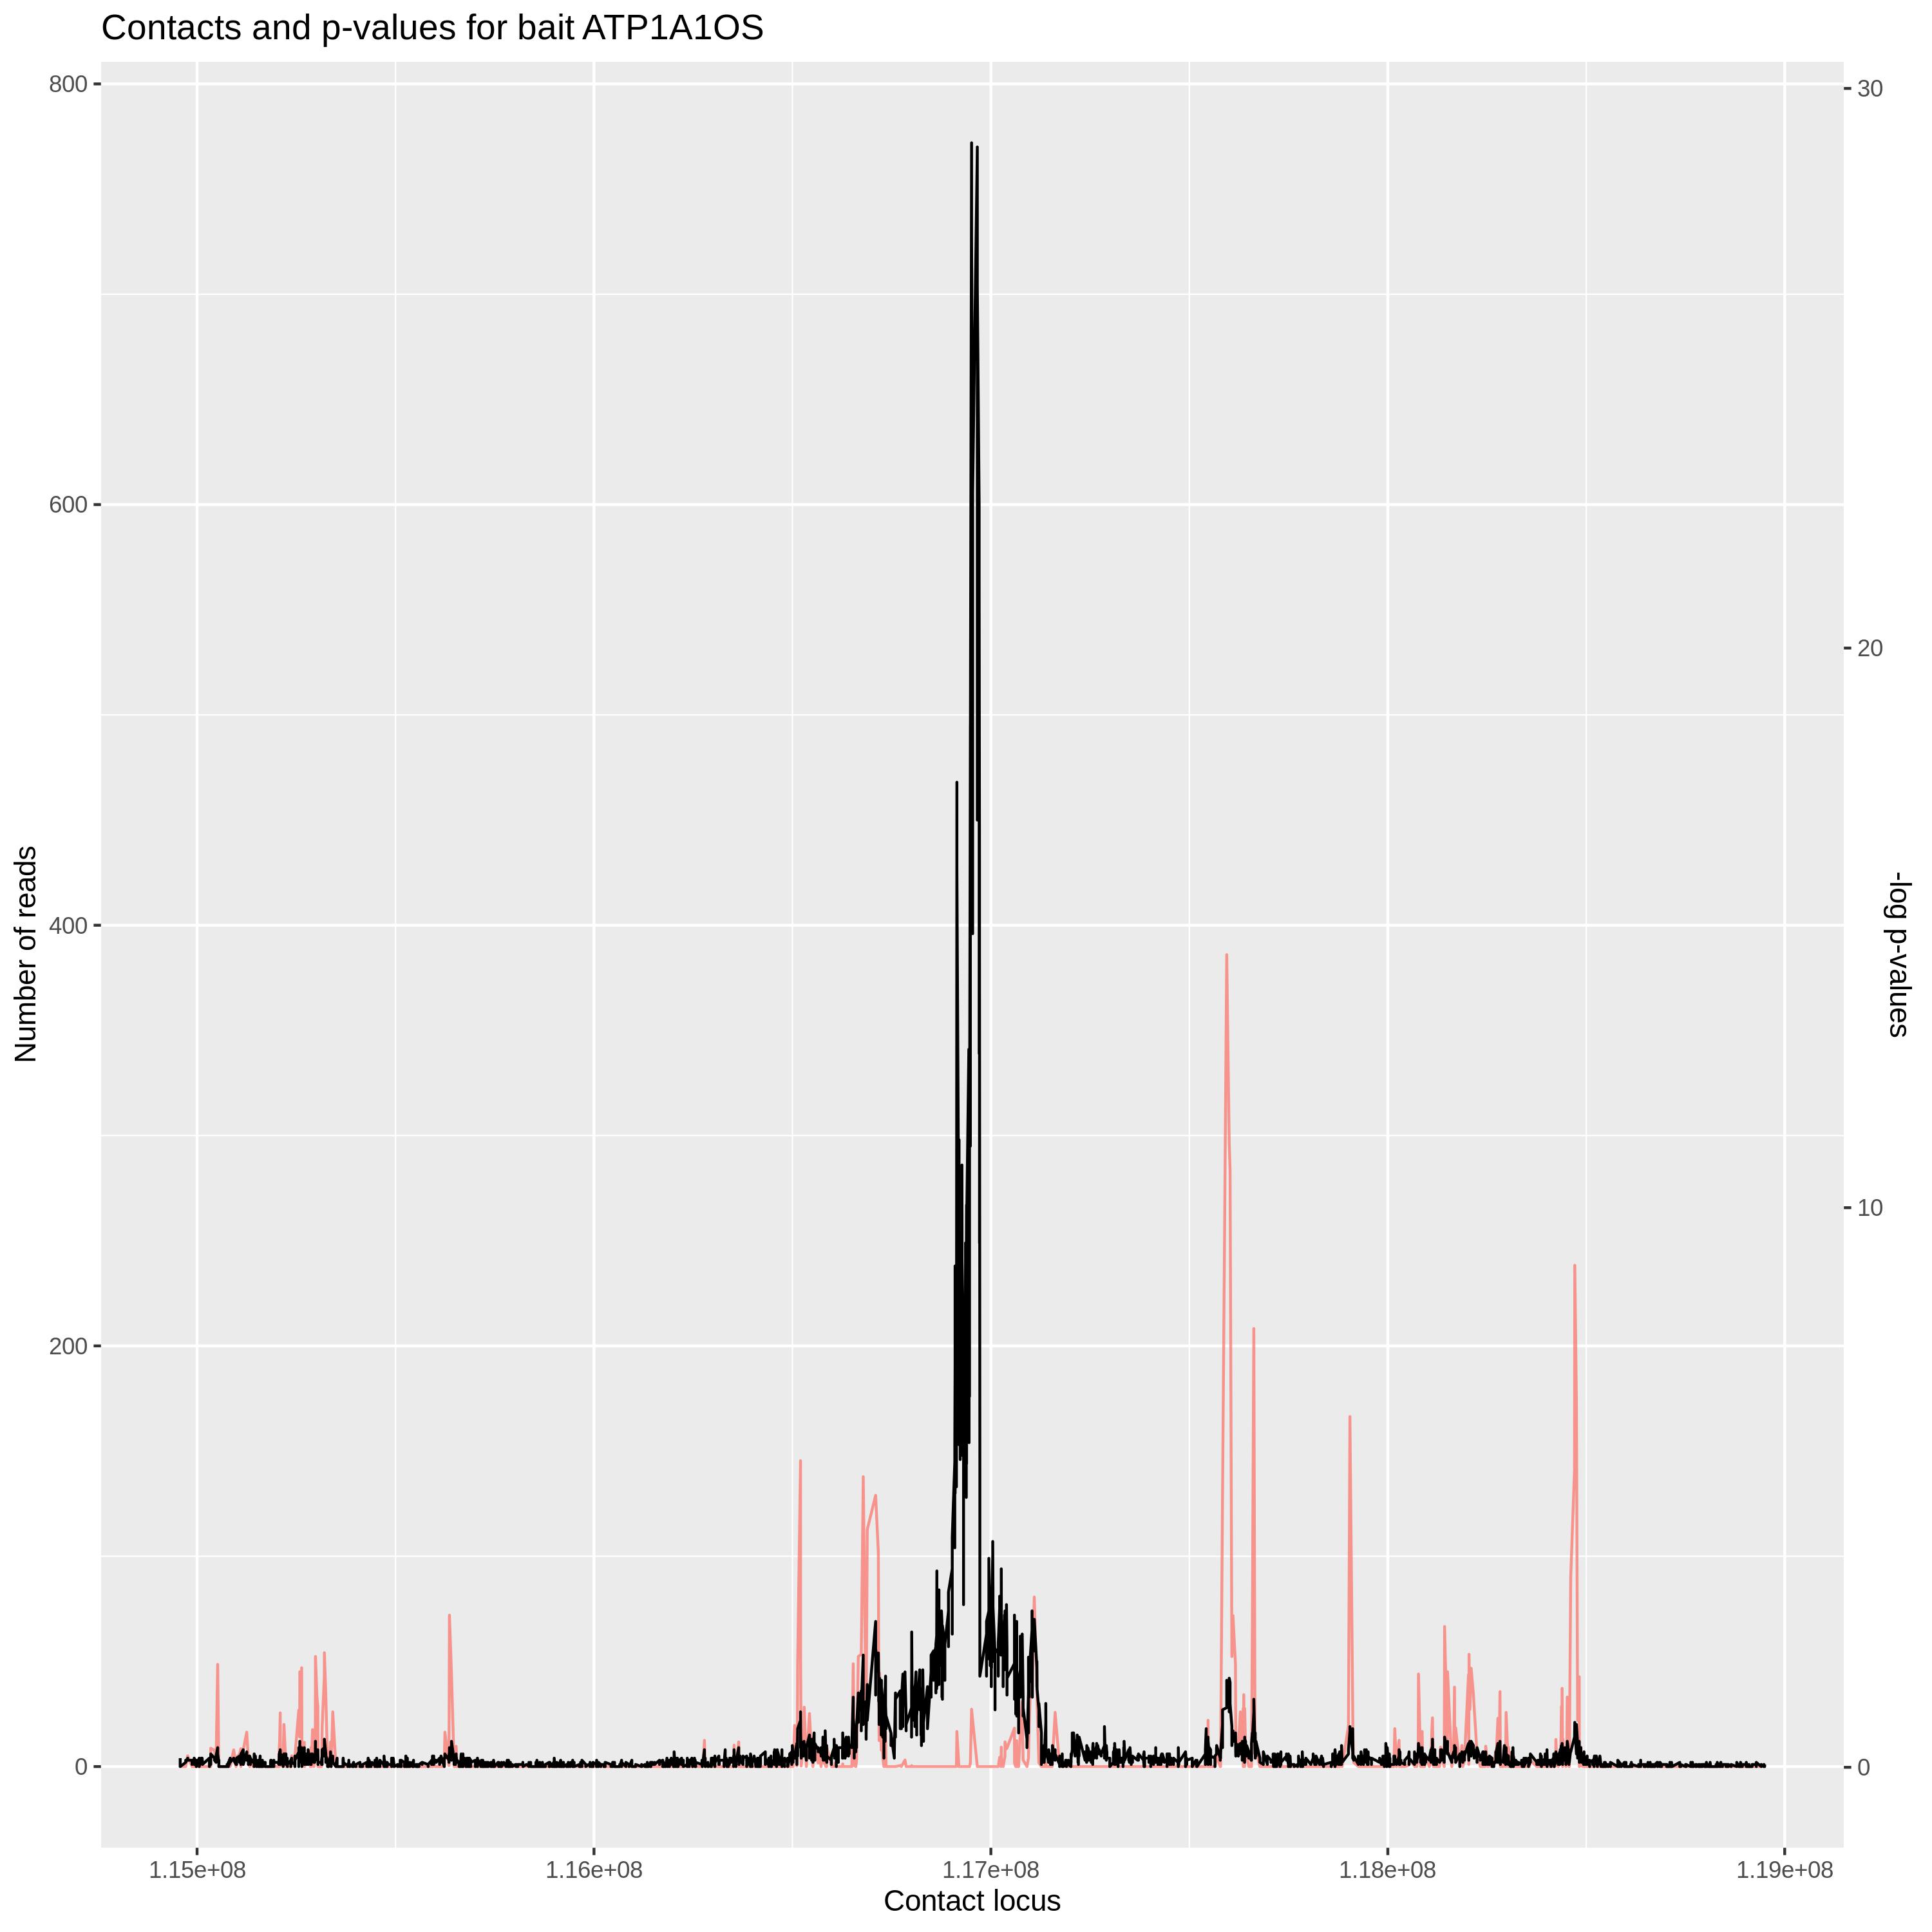 Contacts and p-values for bait ATP1A1OS
800
600
400
200
0
Number of reads
30
20
10
0
-log p-values
1.15e+08
1.16e+08
1.17e+08
1.18e+08
1.19e+08
Contact locus